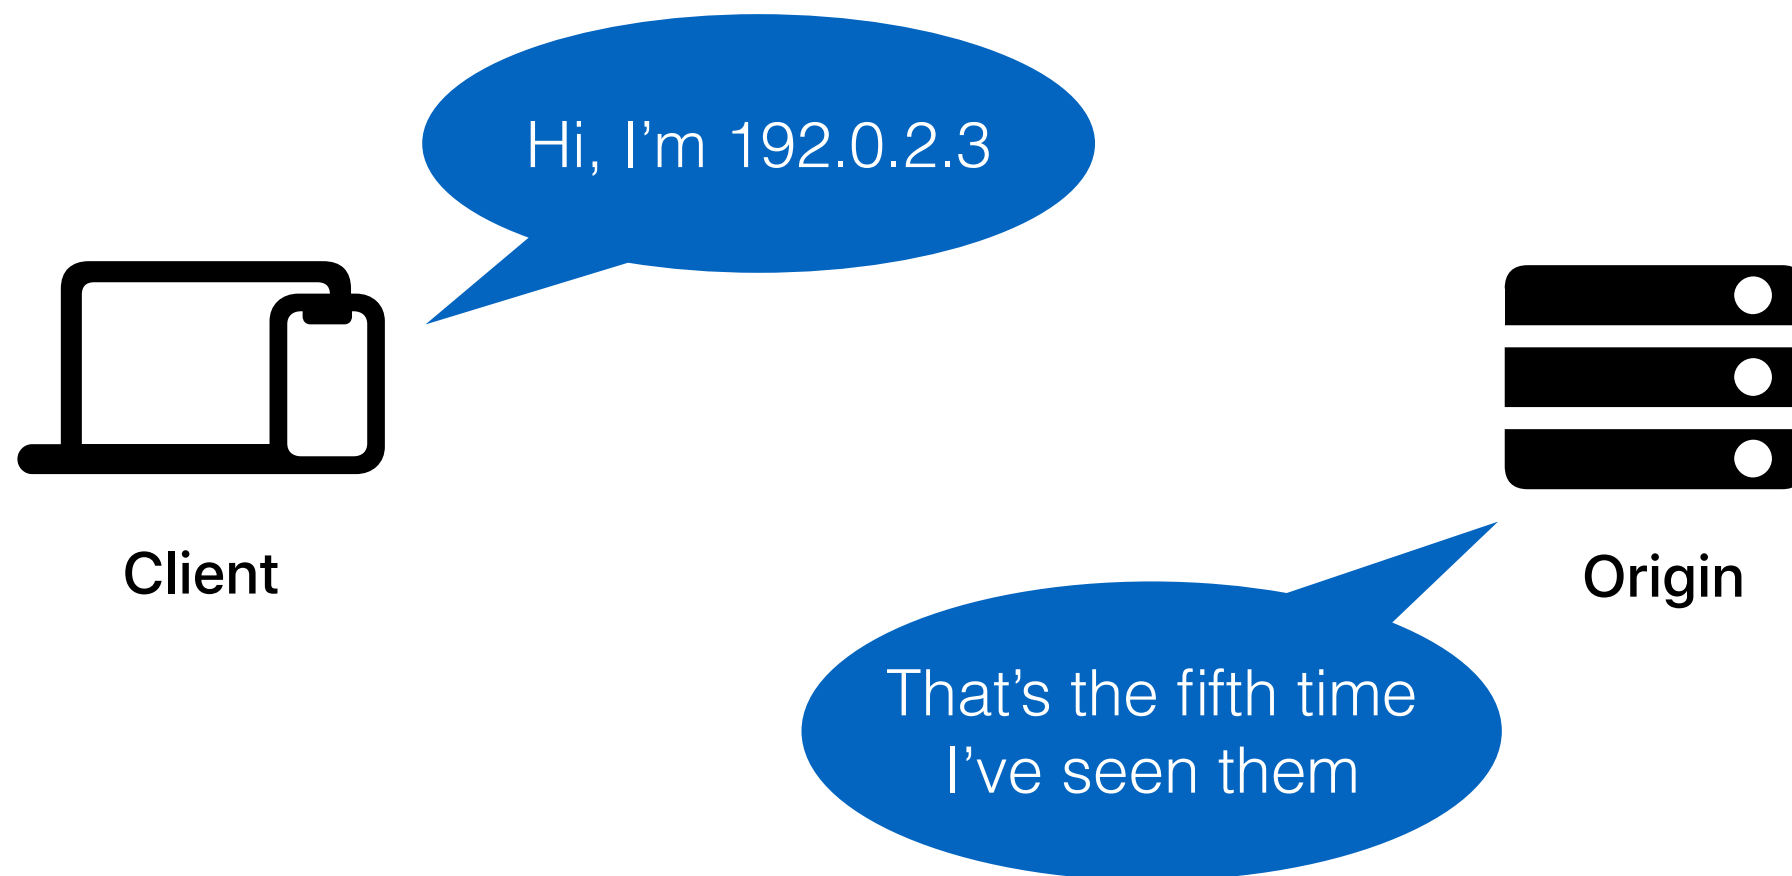 Hi, I’m 192.0.2.3
Client
Origin
That’s the fifth time
I’ve seen them